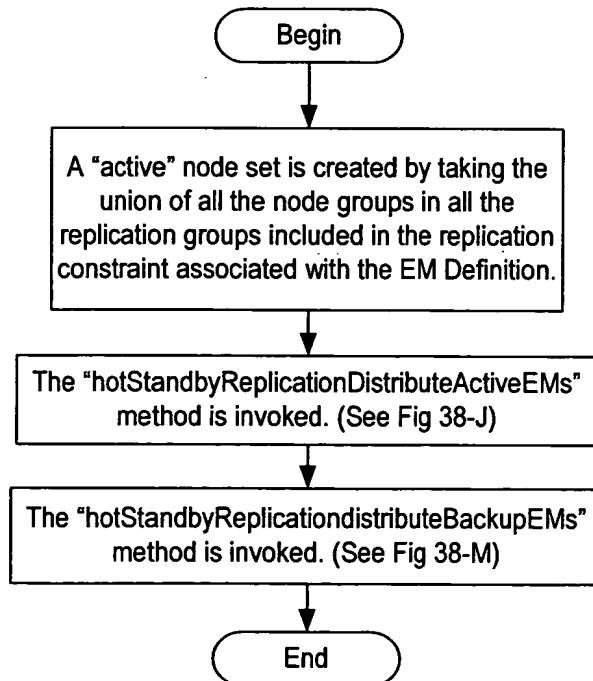 Begin
A “active” node set is created by taking the
union of all the node groups in all the
replication groups included in the replication
constraint associated with the EM Definition.
The “hotStandbyReplicationDistributeActiveEMs”
method is invoked. (See Fig 38-J)
The “hotStandbyReplicationdistributeBackupEMs”
method is invoked. (See Fig 38-M)
End